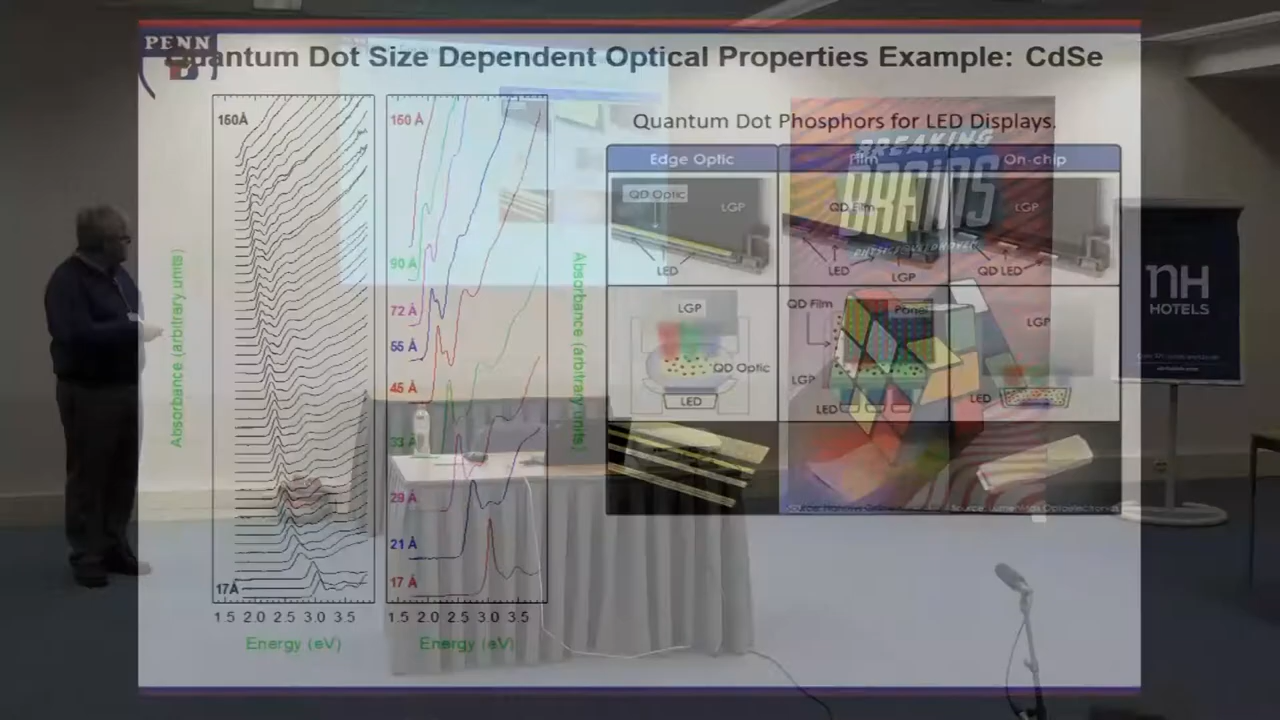 PENN
Quantum Dot Size Dependent Optical Properties Example: CdSe
150Å
17Å
Absorbance (arbitrary units)
1.5 2.0 2.5 3.0 3.5
Energy (eV)
150 Å
90 Å
72 Å
55 Å
45 Å
33 Å
29 Å
21 Å
17 Å
Absorbance (arbitrary units)
1.5 2.0 2.5 3.0 3.5
Energy (eV)
Quantum Dot Phosphors for LED Displays.
Edge Optic
Film
On-chip
QD Optic
LGP
LED
QD Film
LED
LGP
LGP
QD LED
LGP
QD Optic
LED
QD Film
Panel
LGP
LED
LGP
LED
BREAKING
BRAINS
nH
HOTELS